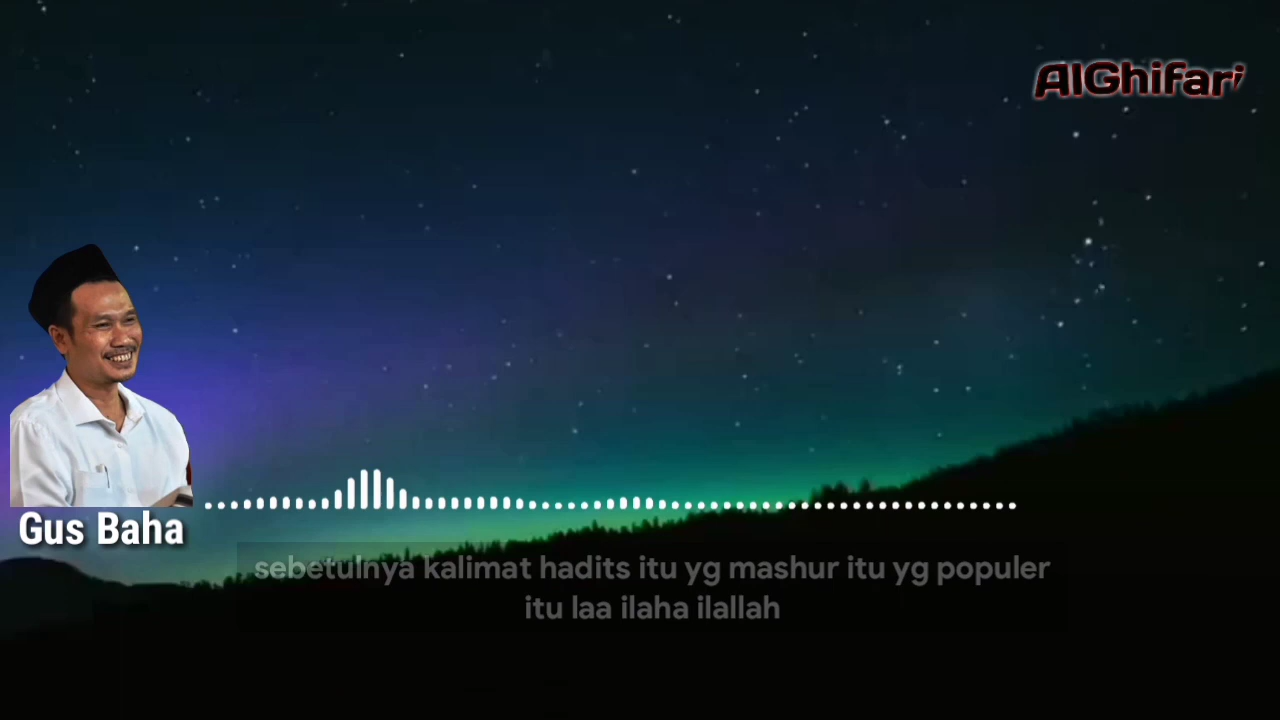 AlGhifari
Gus Baha
sebetulnya kalimat hadits itu yg mashur itu yg populer
itu laa ilaha ilallah